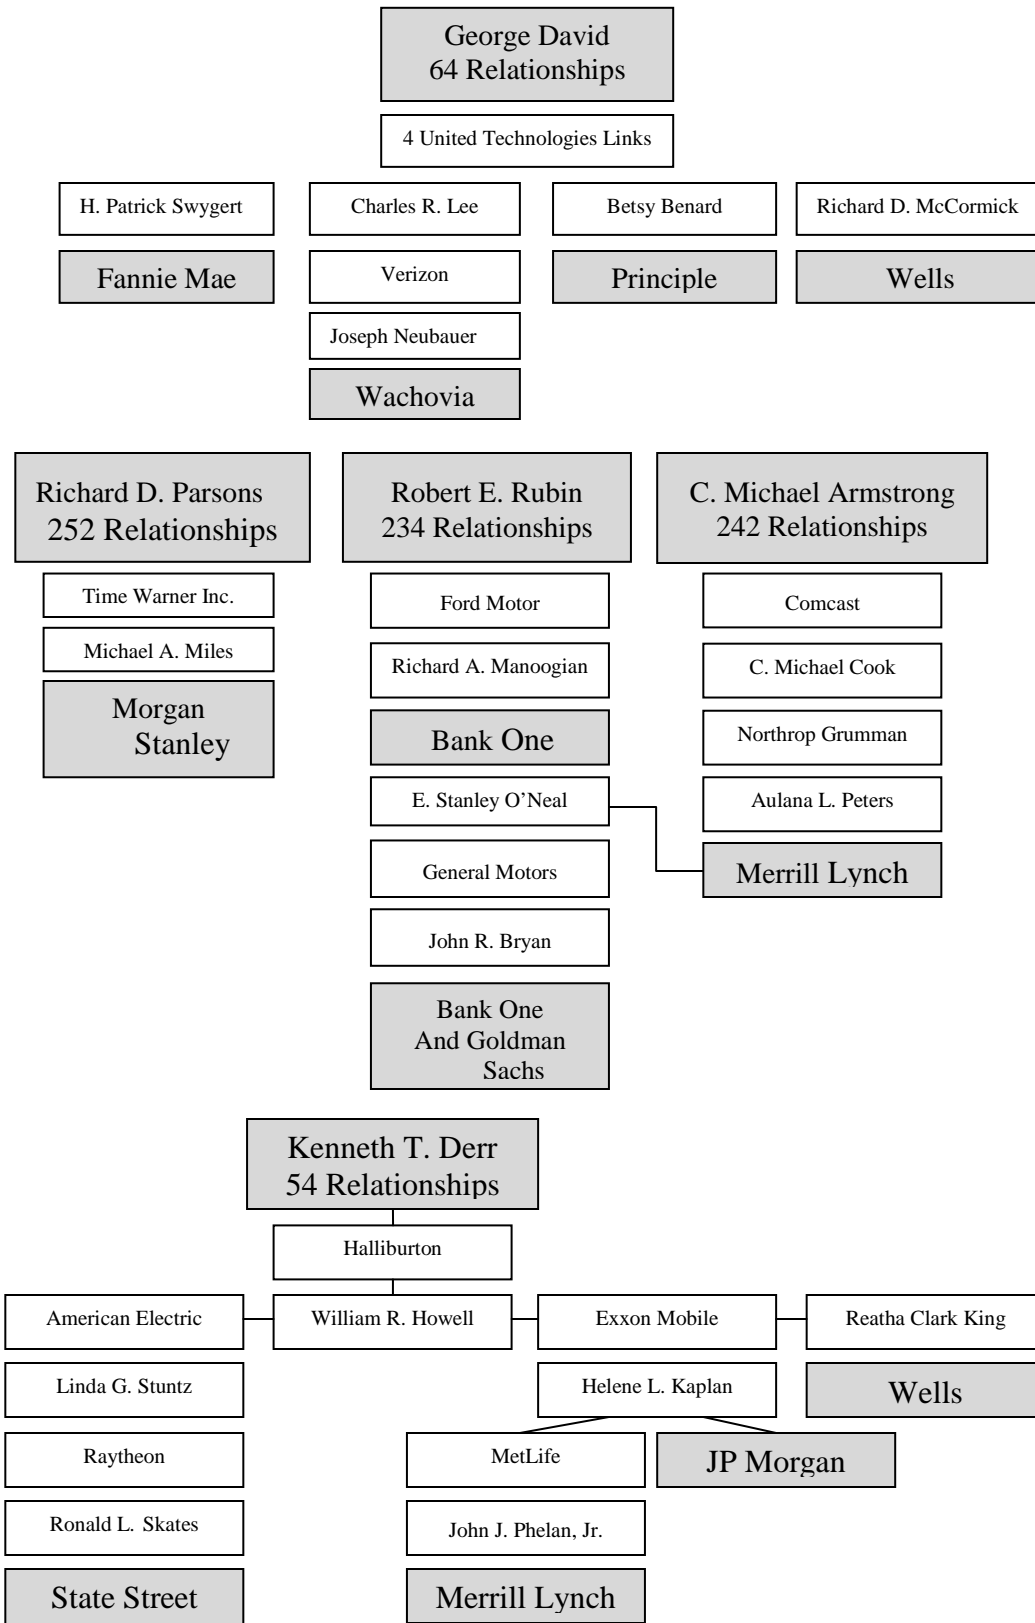 George David
64 Relationships
4 United Technologies Links
H. Patrick Swygert
Charles R. Lee
Betsy Benard
Richard D. McCormick
Fannie Mae
Verizon
Principle
Wells
Joseph Neubauer
Wachovia
Richard D. Parsons
252 Relationships
Robert E. Rubin
234 Relationships
C. Michael Armstrong
242 Relationships
Time Warner Inc.
Michael A. Miles
Morgan
Stanley
Ford Motor
Richard A. Manoogian
Bank One
E. Stanley O’Neal
General Motors
John R. Bryan
Bank One
And Goldman
Sachs
Comcast
C. Michael Cook
Northrop Grumman
Aulana L. Peters
Merrill Lynch
Kenneth T. Derr
54 Relationships
Halliburton
American Electric
William R. Howell
Exxon Mobile
Reatha Clark King
Linda G. Stuntz
Helene L. Kaplan
Wells
Raytheon
MetLife
JP Morgan
Ronald L. Skates
John J. Phelan, Jr.
State Street
Merrill Lynch